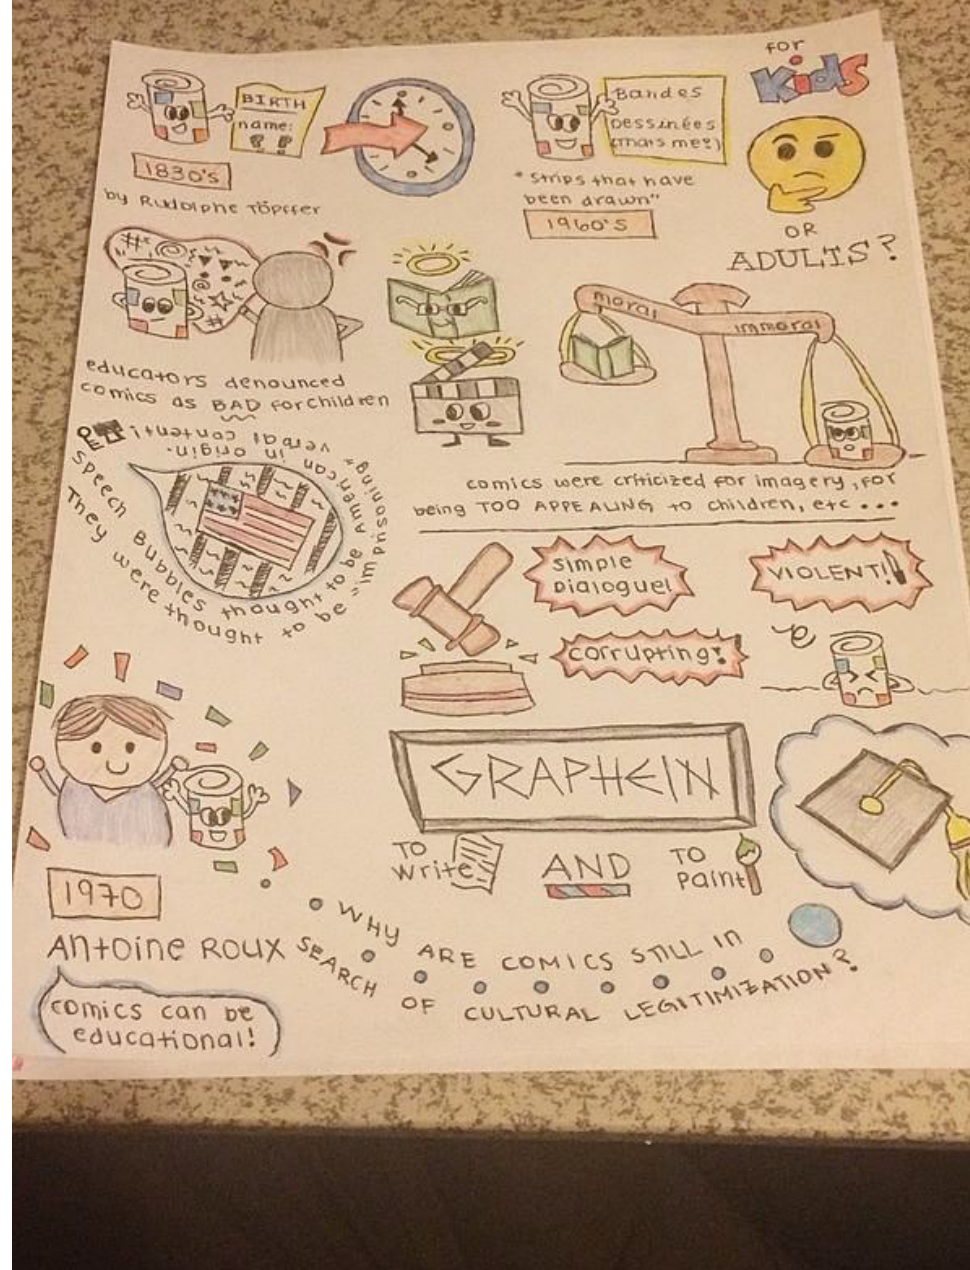 BIRTH
name:
? ?
1830's
by Rudolphe Töpffer
Bandes
Dessinées
(mais me?)
"strips that have
been drawn"
1960's
FOR
KidS
OR
ADULTS?
#
#
educators denounced
comics as BAD for children
moral
immoral
comics were criticized for imagery, for
being TOO APPEALING to children, etc...
Speech Bubbles thought to be American in origin.
They were thought to be "imprisoning" verbal content!
simple
Dialogue!
VIOLENT!
corrupting!
GRAPHEIN
TO
write
AND
TO
paint
1970
Antoine Roux
comics can be
educational!
WHY ARE COMICS STILL IN
SEARCH OF CULTURAL LEGITIMIZATION?